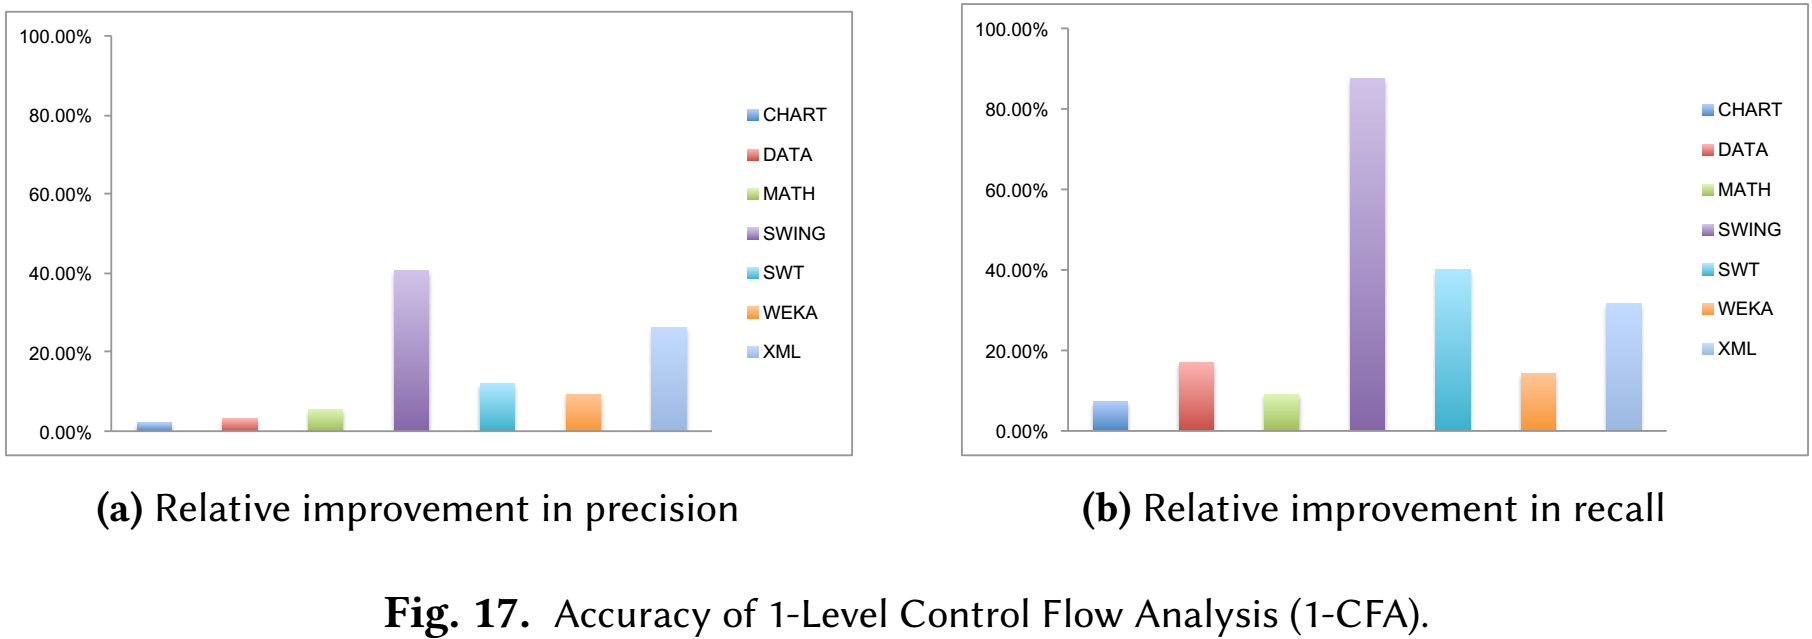 100.00%
80.00%
60.00%
40.00%
20.00%
0.00%
CHART
DATA
MATH
SWING
SWT
WEKA
XML
(a) Relative improvement in precision
100.00%
80.00%
60.00%
40.00%
20.00%
0.00%
CHART
DATA
MATH
SWING
SWT
WEKA
XML
(b) Relative improvement in recall
Fig. 17. Accuracy of 1-Level Control Flow Analysis (1-CFA).